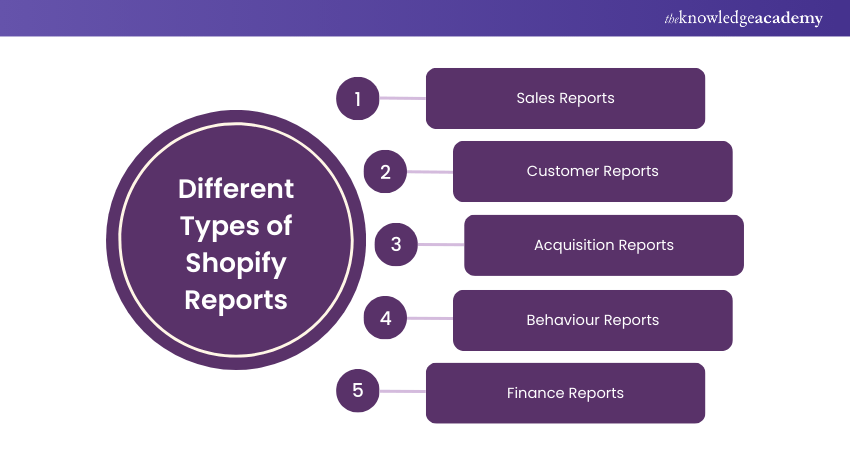 theknowledgeacademy
Different
Types of
Shopify
Reports
1
Sales Reports
2
Customer Reports
3
Acquisition Reports
4
Behaviour Reports
5
Finance Reports